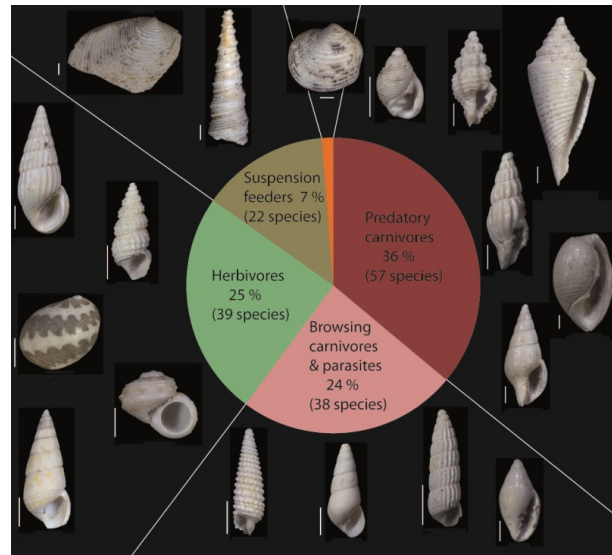 Suspension
feeders 7 %
(22 species)
Predatory
carnivores
36 %
(57 species)
Herbivores
25 %
(39 species)
Browsing
carnivores
& parasites
24 %
(38 species)